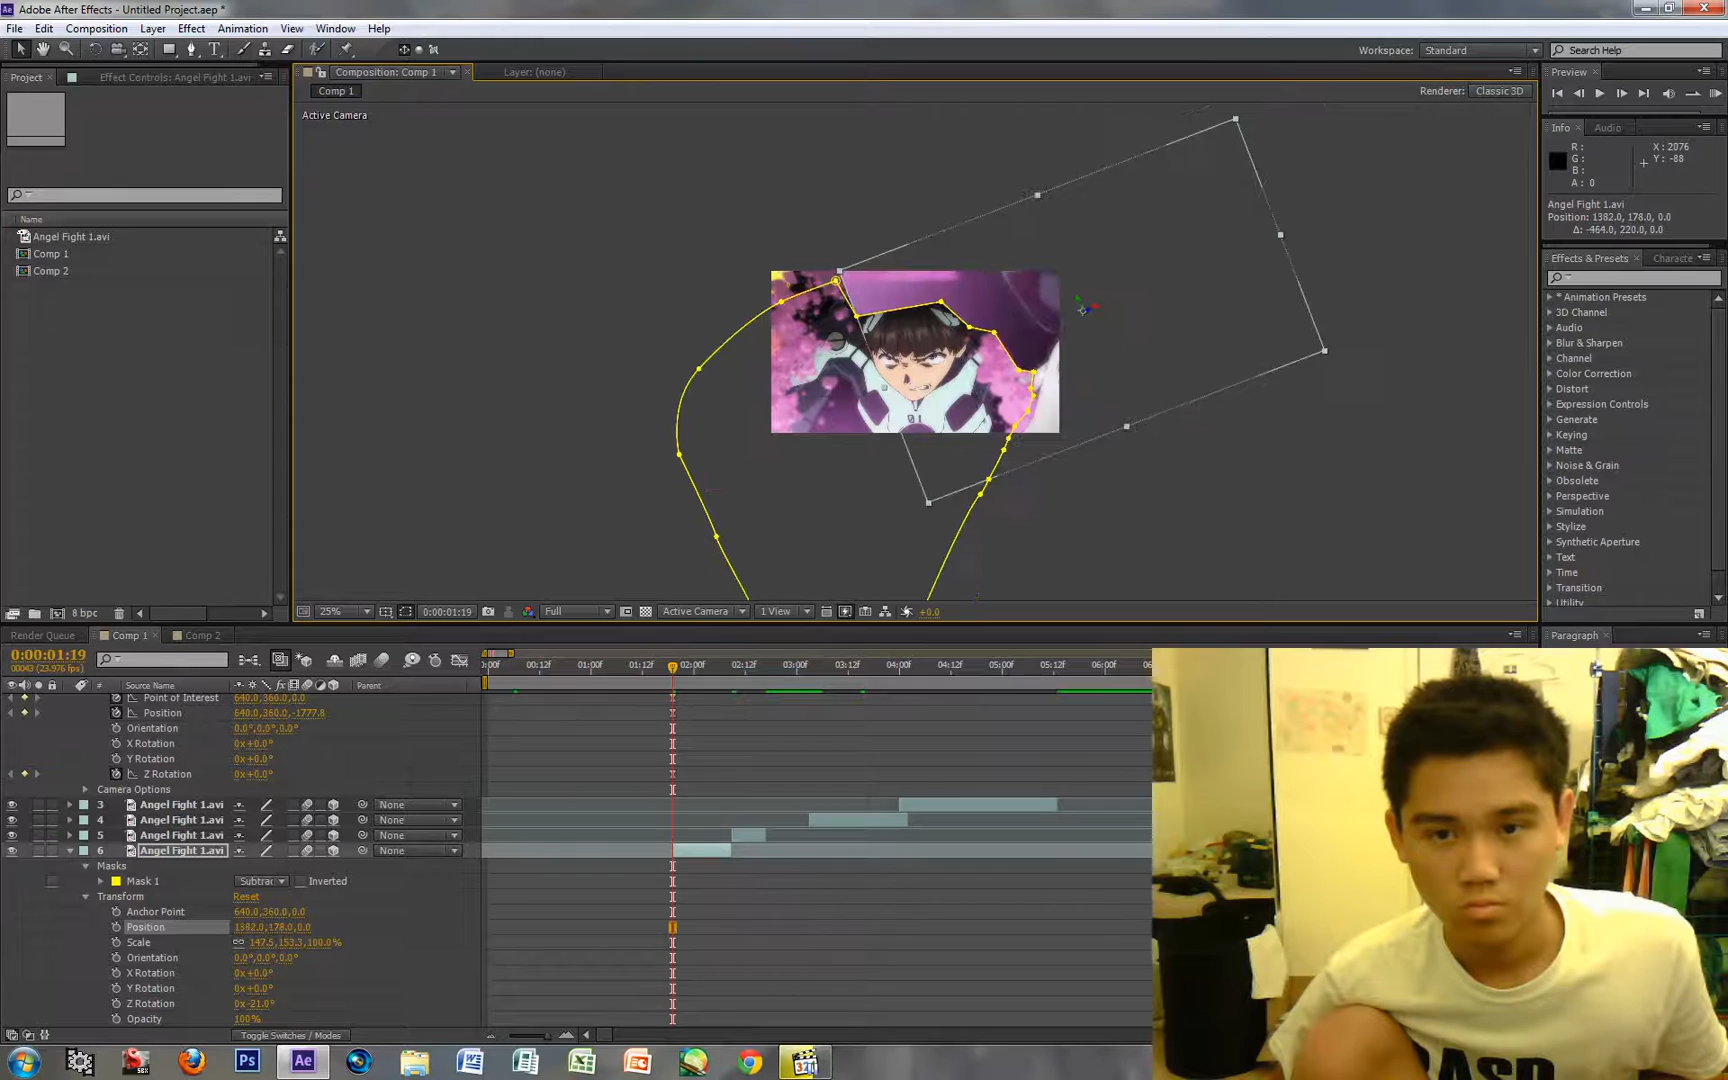 Adobe After Effects - Untitled Project.aep *
File Edit Composition Layer Effect Animation View Window Help
Workspace: Standard Search Help
Project Effect Controls: Angel Fight 1.avi
Composition: Comp 1 Layer: (none)
Comp 1 Renderer: Classic 3D
Active Camera
Preview
Info Audio
R : X : 2076
G : Y : -88
B :
A : 0
Angel Fight 1.avi
Position: 1382.0, 178.0, 0.0
Δ: -464.0, 220.0, 0.0
Effects & Presets Characte
* Animation Presets
3D Channel
Audio
Blur & Sharpen
Channel
Color Correction
Distort
Expression Controls
Generate
Keying
Matte
Noise & Grain
Obsolete
Perspective
Simulation
Stylize
Synthetic Aperture
Text
Time
Transition
Utility
Paragraph
Name
Angel Fight 1.avi
Comp 1
Comp 2
8 bpc
25% 0:00:01:19 Full Active Camera 1 View +0.0
Render Queue Comp 1 Comp 2
0:00:01:19
00043 (23.976 fps)
:00f 00:12f 01:00f 01:12f 02:00f 02:12f 03:00f 03:12f 04:00f 04:12f 05:00f 05:12f 06:00f
# Source Name fx Parent
Point of Interest 640.0,360.0,0.0
Position 640.0,360.0,-1777.8
Orientation 0.0°,0.0°,0.0°
X Rotation 0x+0.0°
Y Rotation 0x+0.0°
Z Rotation 0x+0.0°
Camera Options
3 Angel Fight 1.avi None
4 Angel Fight 1.avi None
5 Angel Fight 1.avi None
6 Angel Fight 1.avi None
Masks
Mask 1 Subtrac Inverted
Transform Reset
Anchor Point 640.0,360.0,0.0
Position 1382.0,178.0,0.0
Scale 147.5,153.3,100.0%
Orientation 0.0°,0.0°,0.0°
X Rotation 0x+0.0°
Y Rotation 0x+0.0°
Z Rotation 0x-21.0°
Opacity 100%
Toggle Switches / Modes
Ps Ae